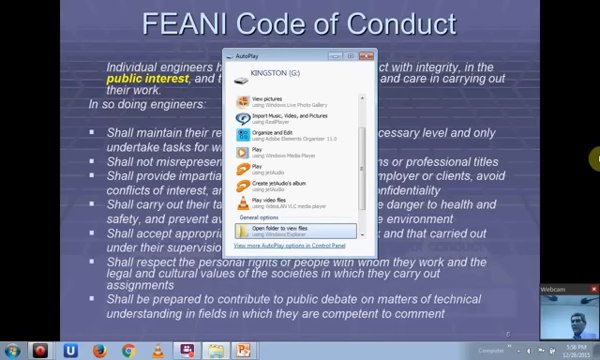 FEANI Code of Conduct
Individual engineers h
ct with integrity, in the
public interest, and
and care in carrying out
their work.
In so doing engineers:
Shall maintain their re
cessary level and only
undertake tasks for w
Shall not misrepresen
ns or professional titles
Shall provide impartia
mployer or clients, avoid
conflicts of interest,
nfidentiality
Shall carry out their ta
e danger to health and
safety, and prevent av
e environment
Shall accept appropria
k and that carried out
under their supervisio
Shall respect the personal rights of people with whom they work and the
legal and cultural values of the societies in which they carry out
assignments
Shall be prepared to contribute to public debate on matters of technical
understanding in fields in which they are competent to comment
AutoPlay
KINGSTON (G:)
View pictures
using Windows Live Photo Gallery
Import Music, Video, and Pictures
using RealPlayer
Organize and Edit
using Adobe Elements Organizer 11.0
Play
using Windows Media Player
Play
using jetAudio
Create jetAudio's album
using jetAudio
Play video files
using VideoLAN VLC media player
General options
Open folder to view files
using Windows Explorer
View more AutoPlay options in Control Panel
Webcam
Computer
5:56 PM
12/28/2015